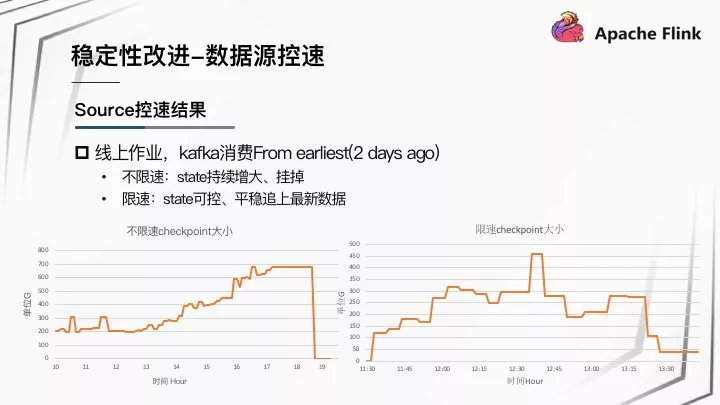 Apache Flink
稳定性改进-数据源控速
Source控速结果
线上作业，kafka消费From earliest(2 days ago)
• 不限速：state持续增大、挂掉
• 限速：state可控、平稳追上最新数据
不限速checkpoint大小
800
700
600
500
400
300
200
100
0
单位G
10 11 12 13 14 15 16 17 18 19
时间 Hour
限速checkpoint大小
500
450
400
350
300
250
200
150
100
50
0
单位G
11:30 11:45 12:00 12:15 12:30 12:45 13:00 13:15 13:30
时间Hour